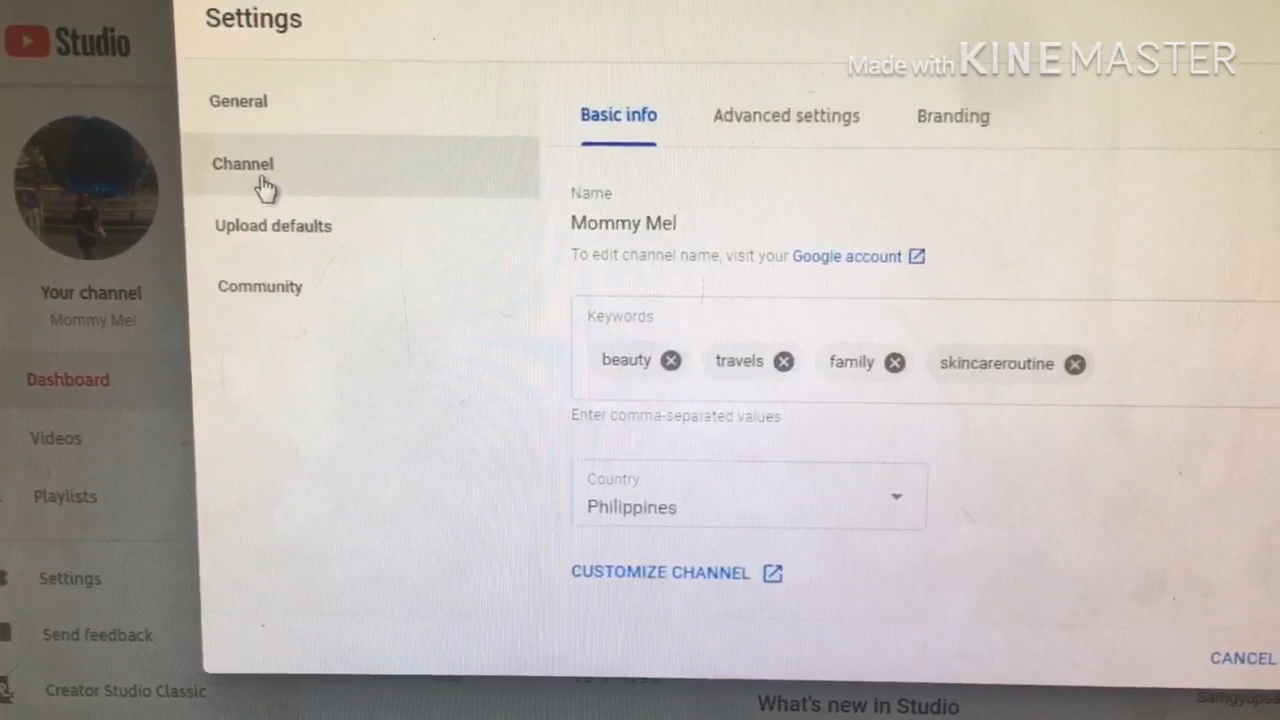 Settings
Studio
Made with KINEMASTER
General
Channel
Upload defaults
Community
Basic info
Advanced settings
Branding
Name
Mommy Mel
To edit channel name, visit your Google account
Keywords
beauty
travels
family
skincareroutine
Enter comma-separated values
Country
Philippines
CUSTOMIZE CHANNEL
CANCEL
Your channel
Mommy Mel
Dashboard
Videos
Playlists
Settings
Send feedback
Creator Studio Classic
What's new in Studio